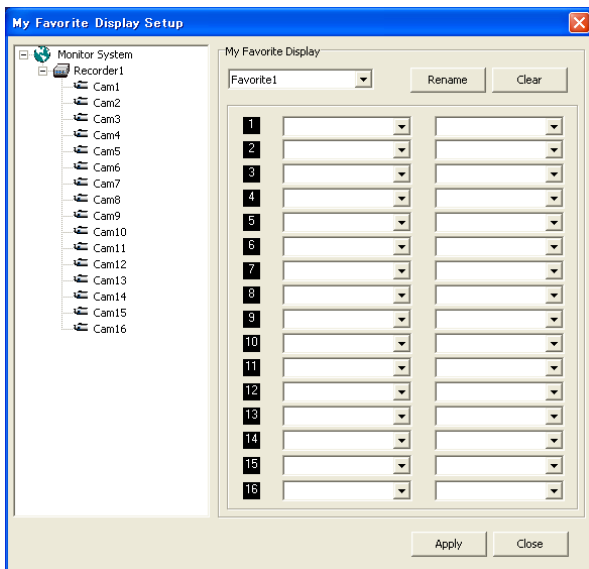 My Favorite Display Setup
Monitor System
Recorder1
Cam1
Cam2
Cam3
Cam4
Cam5
Cam6
Cam7
Cam8
Cam9
Cam10
Cam11
Cam12
Cam13
Cam14
Cam15
Cam16
My Favorite Display
Favorite1 Rename Clear
1
2
3
4
5
6
7
8
9
10
11
12
13
14
15
16
Apply Close